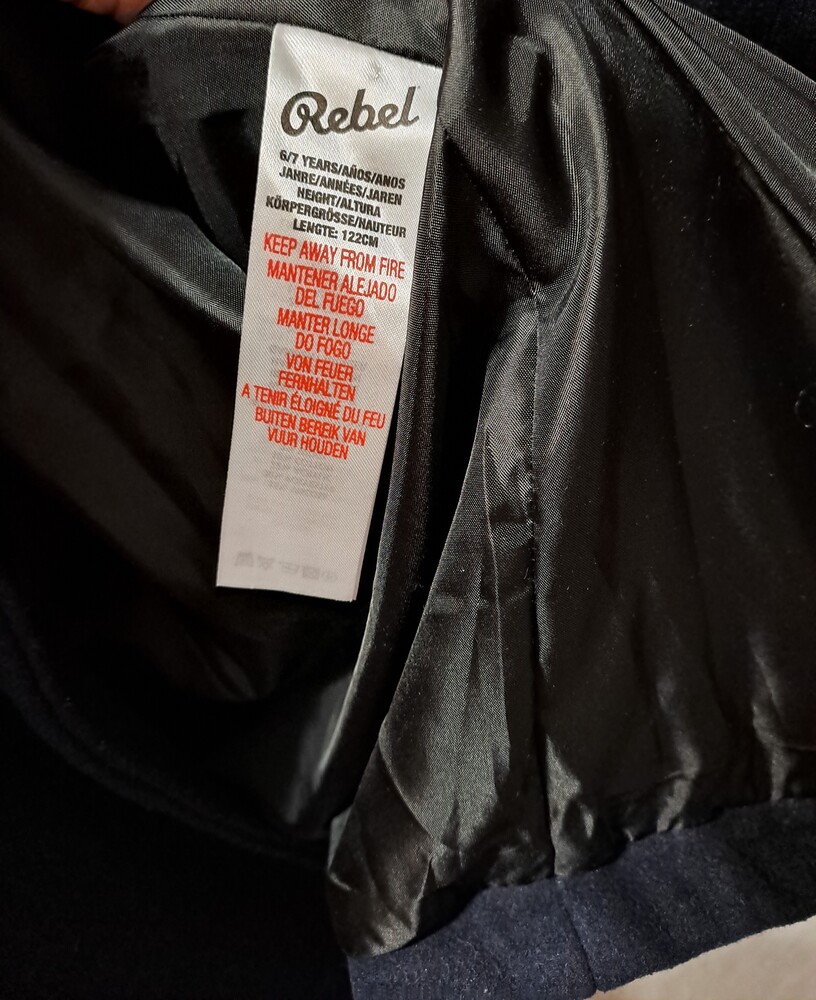 Rebel
6/7 YEARS/AÑOS/ANOS
JAHRE/ANNÉES/JAREN
HEIGHT/ALTURA
KÖRPERGRÖSSE/HAUTEUR
LENGTE: 122CM
KEEP AWAY FROM FIRE
MANTENER ALEJADO
DEL FUEGO
MANTER LONGE
DO FOGO
VON FEUER
FERNHALTEN
A TENIR ÉLOIGNÉ DU FEU
BUITEN BEREIK VAN
VUUR HOUDEN